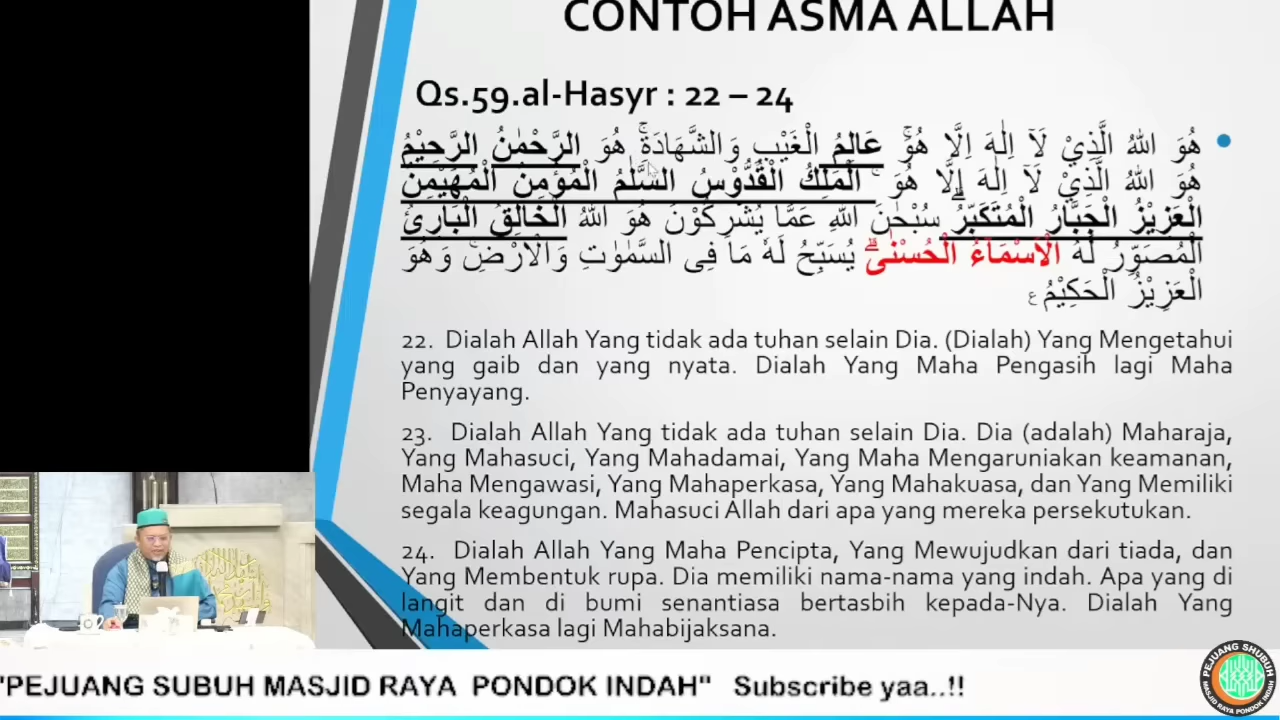 CONTOH ASMA ALLAH
Qs.59.al-Hasyr : 22 – 24
هُوَ اللّٰهُ الَّذِيْ لَآ اِلٰهَ اِلَّا هُوَۚ عَالِمُ الْغَيْبِ وَالشَّهَادَةِۚ هُوَ الرَّحْمٰنُ الرَّحِيْمُ
هُوَ اللّٰهُ الَّذِيْ لَآ اِلٰهَ اِلَّا هُوَ ۚ اَلْمَلِكُ الْقُدُّوْسُ السَّلٰمُ الْمُؤْمِنُ الْمُهَيْمِنُ
الْعَزِيْزُ الْجَبَّارُ الْمُتَكَبِّرُۗ سُبْحٰنَ اللّٰهِ عَمَّا يُشْرِكُوْنَ هُوَ اللّٰهُ الْخَالِقُ الْبَارِئُ
الْمُصَوِّرُ لَهُ الْاَسْمَاۤءُ الْحُسْنٰىۗ يُسَبِّحُ لَهٗ مَا فِى السَّمٰوٰتِ وَالْاَرْضِۚ وَهُوَ
الْعَزِيْزُ الْحَكِيْمُ ࣖ
22. Dialah Allah Yang tidak ada tuhan selain Dia. (Dialah) Yang Mengetahui
yang gaib dan yang nyata. Dialah Yang Maha Pengasih lagi Maha
Penyayang.
23. Dialah Allah Yang tidak ada tuhan selain Dia. Dia (adalah) Maharaja,
Yang Mahasuci, Yang Mahadamai, Yang Maha Mengaruniakan keamanan,
Maha Mengawasi, Yang Mahaperkasa, Yang Mahakuasa, dan Yang Memiliki
segala keagungan. Mahasuci Allah dari apa yang mereka persekutukan.
24. Dialah Allah Yang Maha Pencipta, Yang Mewujudkan dari tiada, dan
Yang Membentuk rupa. Dia memiliki nama-nama yang indah. Apa yang di
langit dan di bumi senantiasa bertasbih kepada-Nya. Dialah Yang
Mahaperkasa lagi Mahabijaksana.
"PEJUANG SUBUH MASJID RAYA PONDOK INDAH" Subscribe yaa..!!
PEJUANG SHUBUH
MASJID RAYA PONDOK INDAH